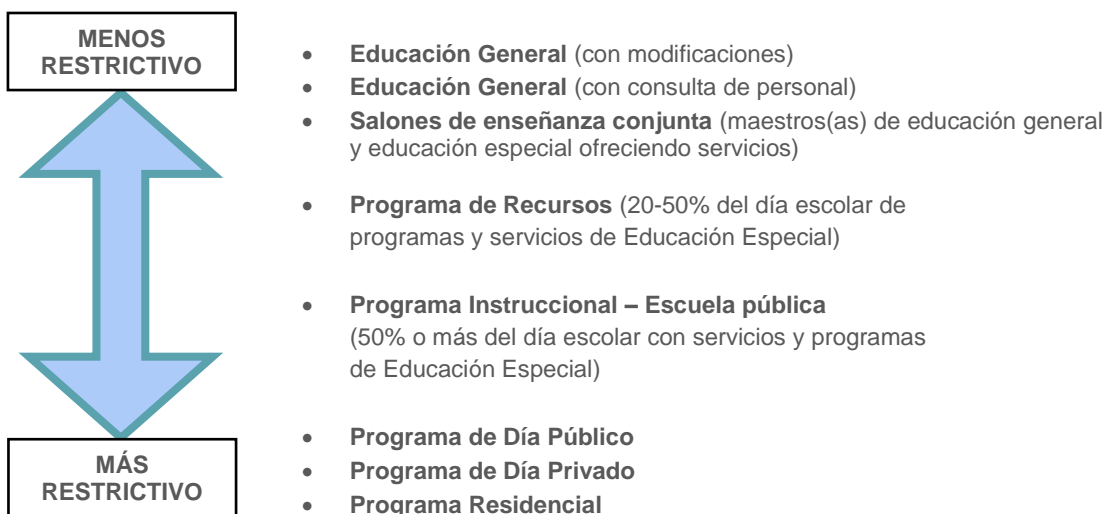 MENOS
RESTRICTIVO
• Educación General (con modificaciones)
• Educación General (con consulta de personal)
• Salones de enseñanza conjunta (maestros(as) de educación general
y educación especial ofreciendo servicios)
• Programa de Recursos (20-50% del día escolar de
programas y servicios de Educación Especial)
• Programa Instruccional – Escuela pública
(50% o más del día escolar con servicios y programas
de Educación Especial)
• Programa de Día Público
• Programa de Día Privado
• Programa Residencial
MÁS
RESTRICTIVO